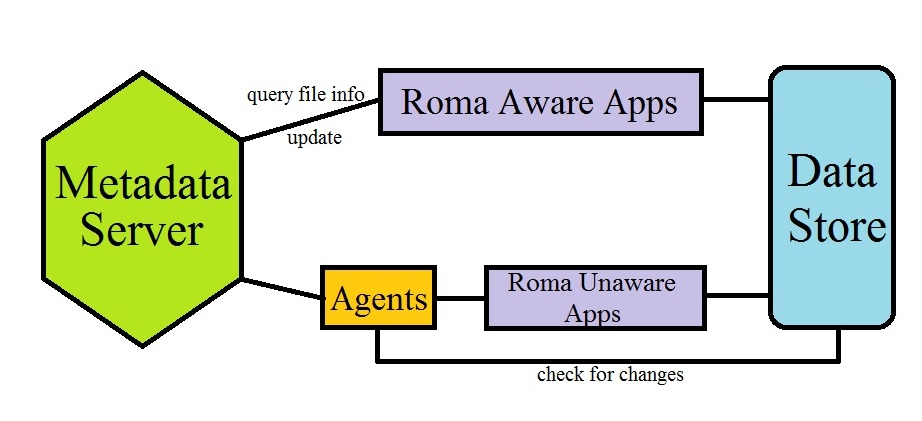 query file info
Roma Aware Apps
update
Metadata
Server
Data
Store
Agents
Roma Unaware
Apps
check for changes